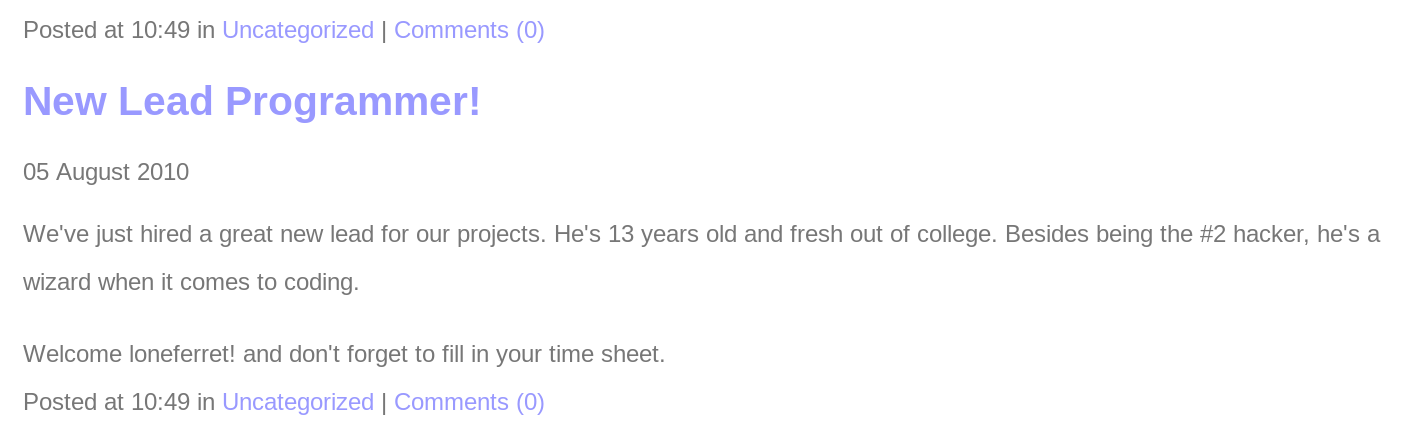 Posted at 10:49 in Uncategorized | Comments (0)
New Lead Programmer!
05 August 2010
We've just hired a great new lead for our projects. He's 13 years old and fresh out of college. Besides being the #2 hacker, he's a
wizard when it comes to coding.
Welcome loneferret! and don't forget to fill in your time sheet.
Posted at 10:49 in Uncategorized | Comments (0)